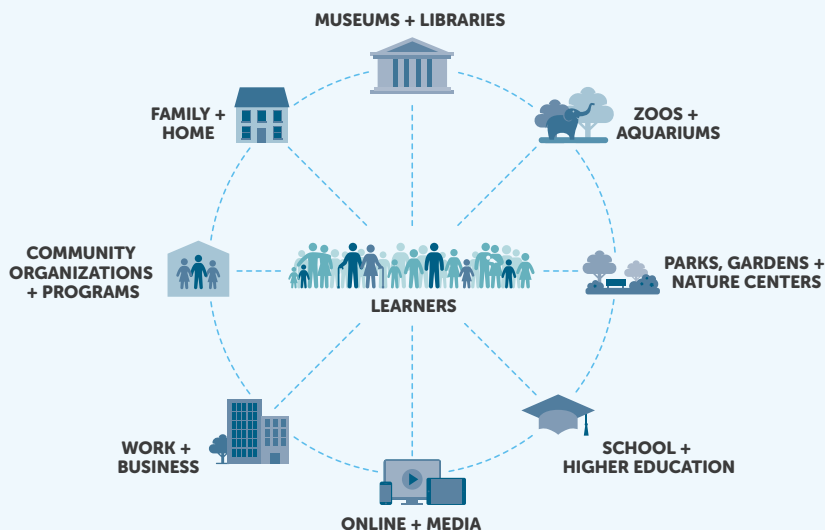 MUSEUMS + LIBRARIES
FAMILY +
HOME
ZOOS +
AQUARIUMS
COMMUNITY
ORGANIZATIONS
+ PROGRAMS
LEARNERS
PARKS, GARDENS +
NATURE CENTERS
WORK +
BUSINESS
SCHOOL +
HIGHER EDUCATION
ONLINE + MEDIA